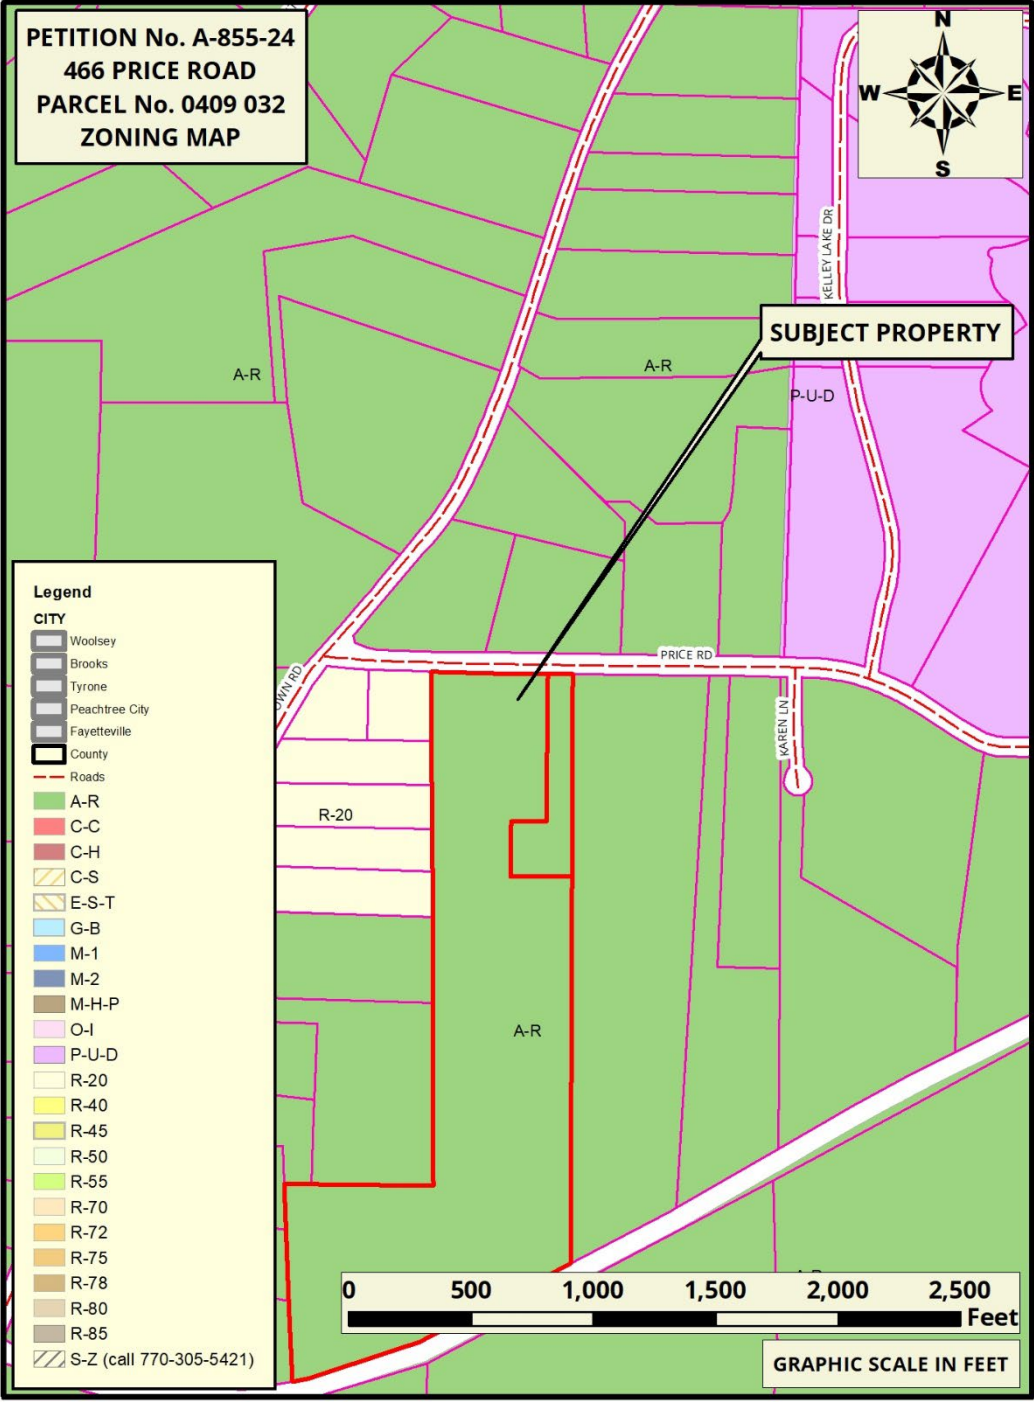 PETITION No. A-855-24
466 PRICE ROAD
PARCEL No. 0409 032
ZONING MAP
N
W
E
S
KELLEY LAKE DR
SUBJECT PROPERTY
A-R
A-R
P-U-D
PRICE RD
OWN RD
KAREN LN
R-20
A-R
Legend
CITY
Woolsey
Brooks
Tyrone
Peachtree City
Fayetteville
County
Roads
A-R
C-C
C-H
C-S
E-S-T
G-B
M-1
M-2
M-H-P
O-I
P-U-D
R-20
R-40
R-45
R-50
R-55
R-70
R-72
R-75
R-78
R-80
R-85
S-Z (call 770-305-5421)
0 500 1,000 1,500 2,000 2,500
Feet
GRAPHIC SCALE IN FEET